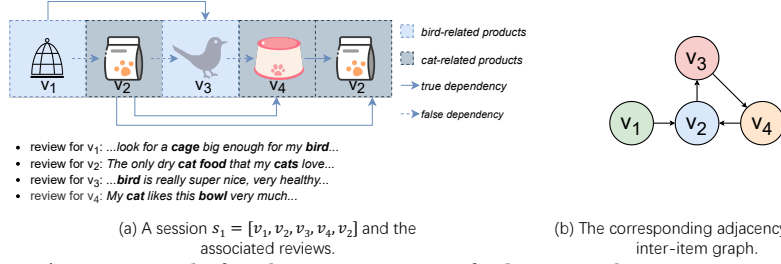 bird-related products
cat-related products
true dependency
false dependency
v1
v2
v3
v4
v2
• review for v1: ...look for a cage big enough for my bird...
• review for v2: The only dry cat food that my cats love...
• review for v3: ...bird is really super nice, very healthy...
• review for v4: My cat likes this bowl very much...
(a) A session s₁ = [v₁, v₂, v₃, v₄, v₂] and the
associated reviews.
v3
v1
v2
v4
(b) The corresponding adjacency
inter-item graph.